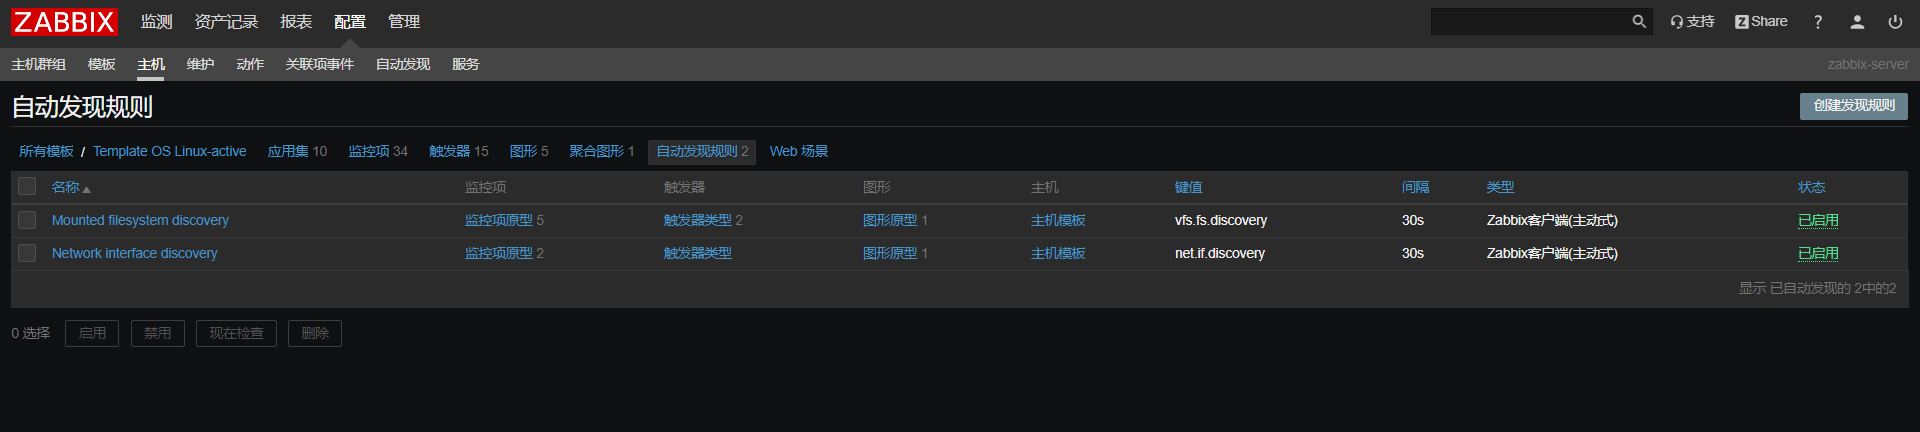 ZABBIX 监测 资产记录 报表 配置 管理 支持 Z Share ?
主机群组 模板 主机 维护 动作 关联项事件 自动发现 服务 zabbix-server
自动发现规则 创建发现规则
所有模板 / Template OS Linux-active 应用集 10 监控项 34 触发器 15 图形 5 聚合图形 1 自动发现规则 2 Web 场景
名称 监控项 触发器 图形 主机 键值 间隔 类型 状态
Mounted filesystem discovery 监控项原型 5 触发器类型 2 图形原型 1 主机模板 vfs.fs.discovery 30s Zabbix客户端(主动式) 已启用
Network interface discovery 监控项原型 2 触发器类型 图形原型 1 主机模板 net.if.discovery 30s Zabbix客户端(主动式) 已启用
显示 已自动发现的 2中的2
0 选择 启用 禁用 现在检查 删除